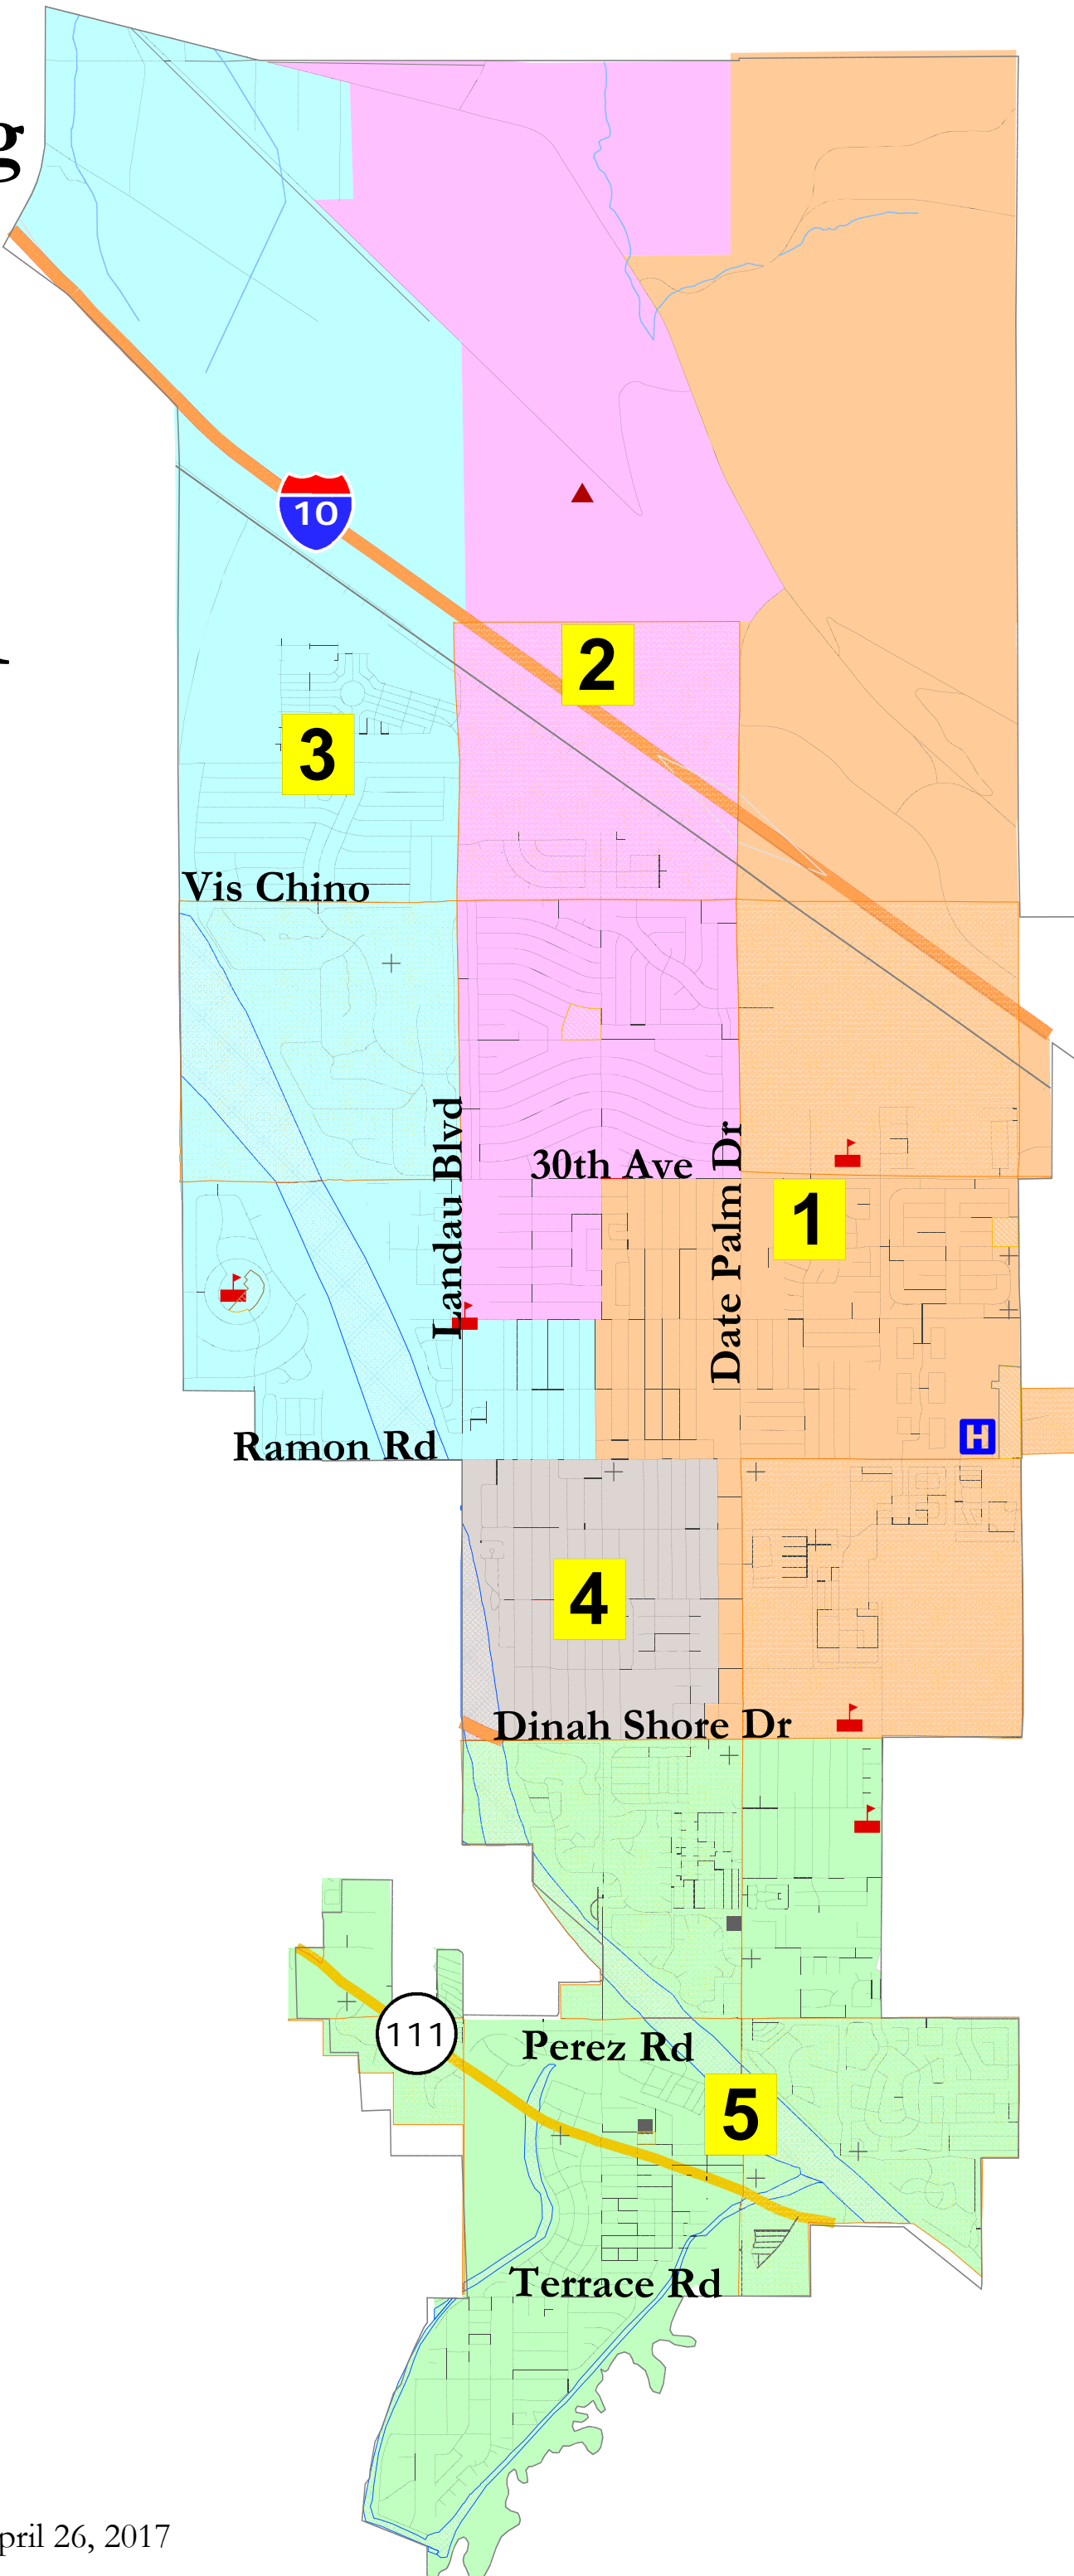 g
10
2
3
Vis Chino
Landau Blvd
30th Ave
Date Palm Dr
1
Ramon Rd
H
4
Dinah Shore Dr
111
Perez Rd
5
Terrace Rd
pril 26, 2017